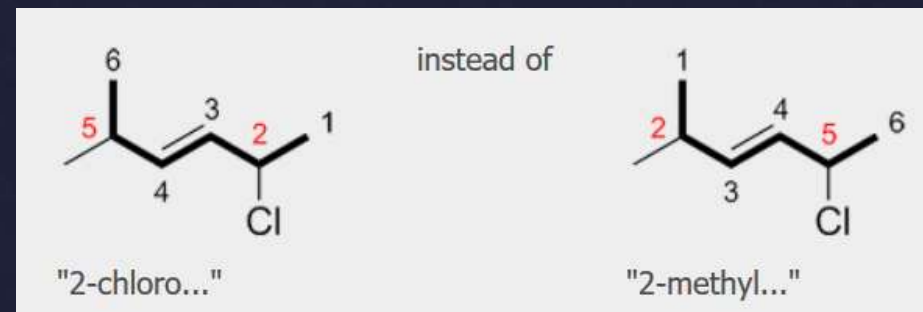 6 instead of 1
5 3 2 1 2 4 5 6
4 3
Cl Cl
"2-chloro..." "2-methyl..."